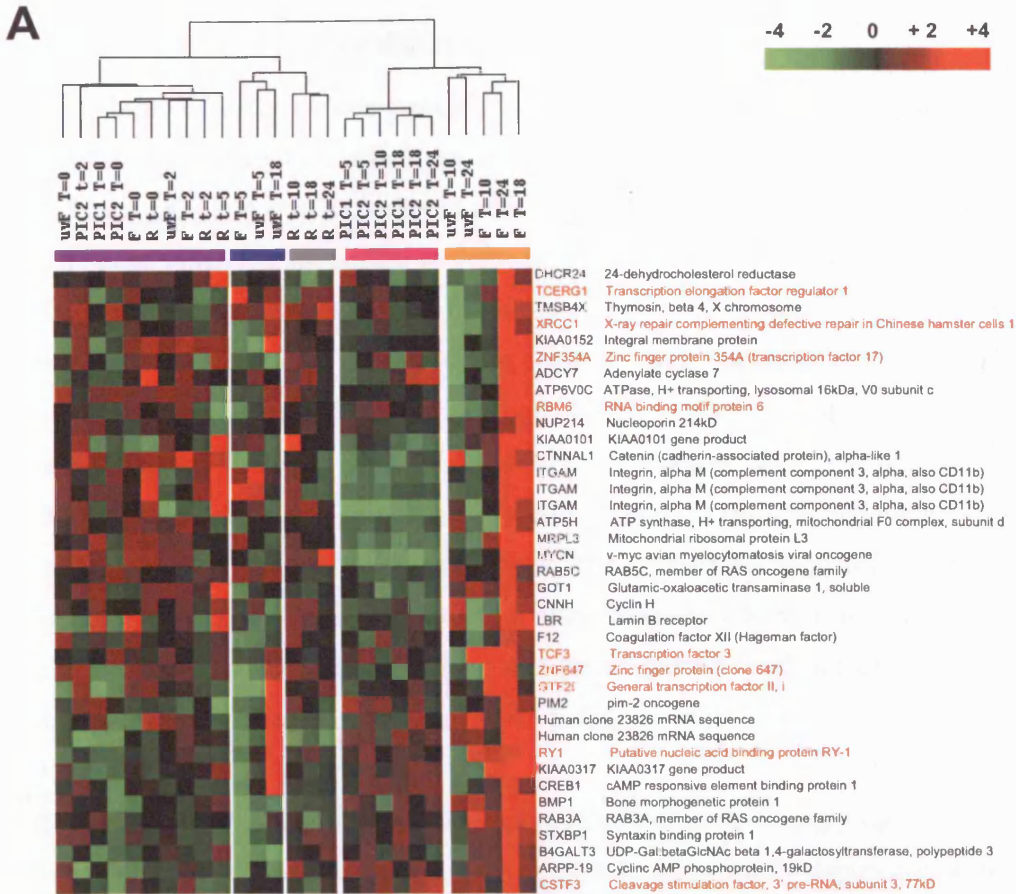 A
-4 -2 0 + 2 +4
uvF T=0
PIC2 t=2
PIC1 T=0
PIC2 T=0
F T=0
R t=0
uvF T=2
F T=2
R t=2
R t=5
F T=5
uvF T=5
uvF T=18
R t=10
R t=18
R t=24
PIC1 T=5
PIC2 T=5
PIC2 T=10
PIC1 T=18
PIC2 T=18
PIC2 T=24
uvF T=10
uvF T=24
F T=10
F T=24
F T=18
DHCR24 24-dehydrocholesterol reductase
TCERG1 Transcription elongation factor regulator 1
TMSB4X Thymosin, beta 4, X chromosome
XRCC1 X-ray repair complementing defective repair in Chinese hamster cells 1
KIAA0152 Integral membrane protein
ZNF354A Zinc finger protein 354A (transcription factor 17)
ADCY7 Adenylate cyclase 7
ATP6V0C ATPase, H+ transporting, lysosomal 16kDa, V0 subunit c
RBM6 RNA binding motif protein 6
NUP214 Nucleoporin 214kD
KIAA0101 KIAA0101 gene product
CTNNAL1 Catenin (cadherin-associated protein), alpha-like 1
ITGAM Integrin, alpha M (complement component 3, alpha, also CD11b)
ITGAM Integrin, alpha M (complement component 3, alpha, also CD11b)
ITGAM Integrin, alpha M (complement component 3, alpha, also CD11b)
ATP5H ATP synthase, H+ transporting, mitochondrial F0 complex, subunit d
MRPL3 Mitochondrial ribosomal protein L3
MYCN v-myc avian myelocytomatosis viral oncogene
RAB5C RAB5C, member of RAS oncogene family
GOT1 Glutamic-oxaloacetic transaminase 1, soluble
CNNH Cyclin H
LBR Lamin B receptor
F12 Coagulation factor XII (Hageman factor)
TCF3 Transcription factor 3
ZNF647 Zinc finger protein (clone 647)
GTF2I General transcription factor II, i
PIM2 pim-2 oncogene
Human clone 23826 mRNA sequence
Human clone 23826 mRNA sequence
RY1 Putative nucleic acid binding protein RY-1
KIAA0317 KIAA0317 gene product
CREB1 cAMP responsive element binding protein 1
BMP1 Bone morphogenetic protein 1
RAB3A RAB3A, member of RAS oncogene family
STXBP1 Syntaxin binding protein 1
B4GALT3 UDP-Gal:betaGlcNAc beta 1,4-galactosyltransferase, polypeptide 3
ARPP-19 Cyclinc AMP phosphoprotein, 19kD
CSTF3 Cleavage stimulation factor, 3' pre-RNA, subunit 3, 77kD